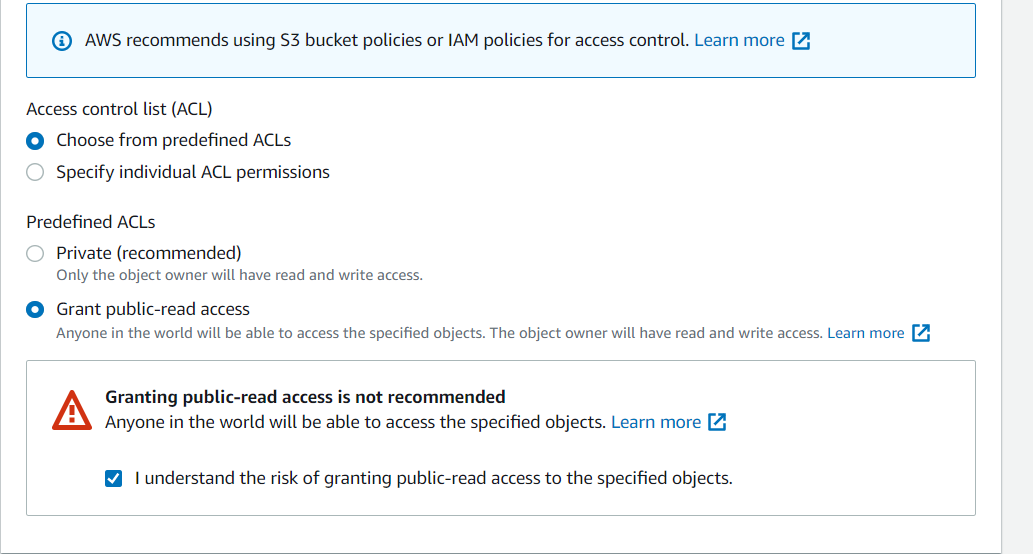 AWS recommends using S3 bucket policies or IAM policies for access control. Learn more
Access control list (ACL)
Choose from predefined ACLs
Specify individual ACL permissions
Predefined ACLs
Private (recommended)
Only the object owner will have read and write access.
Grant public-read access
Anyone in the world will be able to access the specified objects. The object owner will have read and write access. Learn more
Granting public-read access is not recommended
Anyone in the world will be able to access the specified objects. Learn more
I understand the risk of granting public-read access to the specified objects.